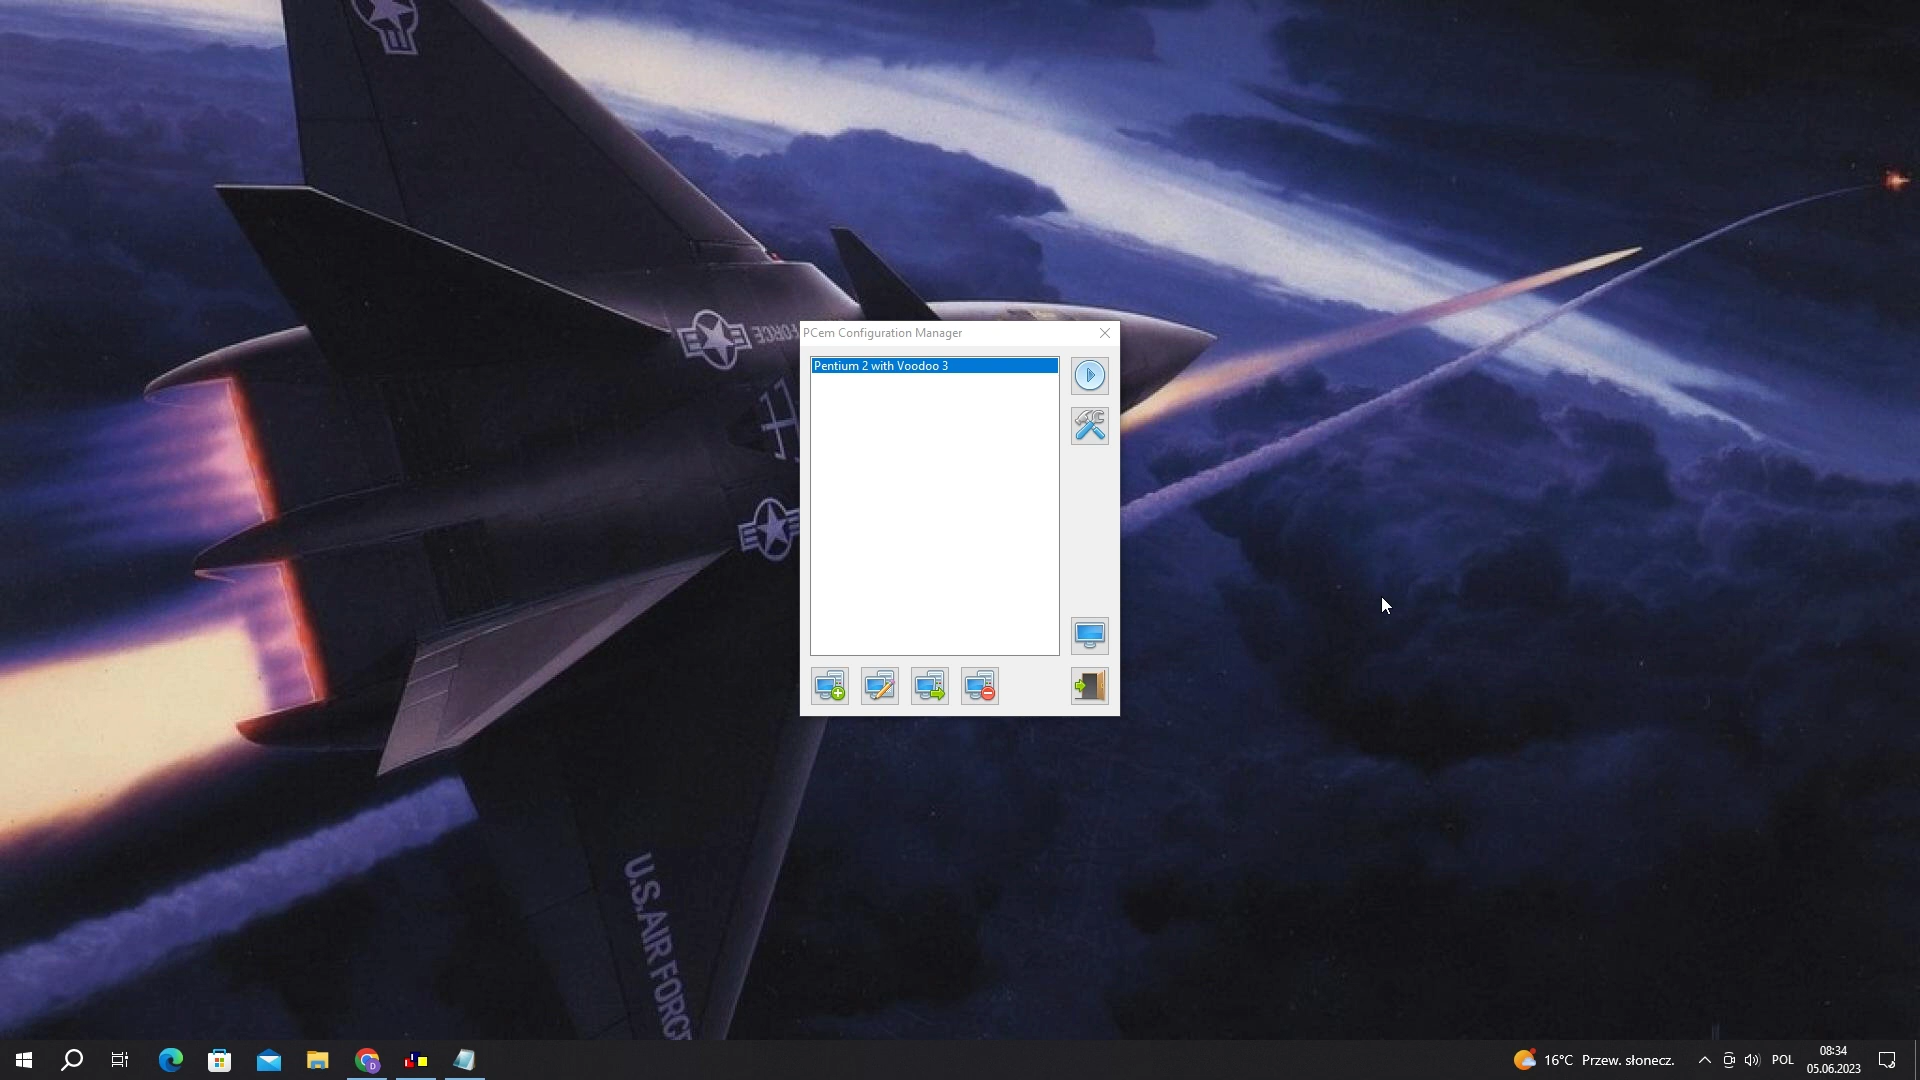 FORCE
PCem Configuration Manager
Pentium 2 with Voodoo 3
U.S.AIR FORCE
16°C Przew. słonecz.
POL
08:34
05.06.2023
D